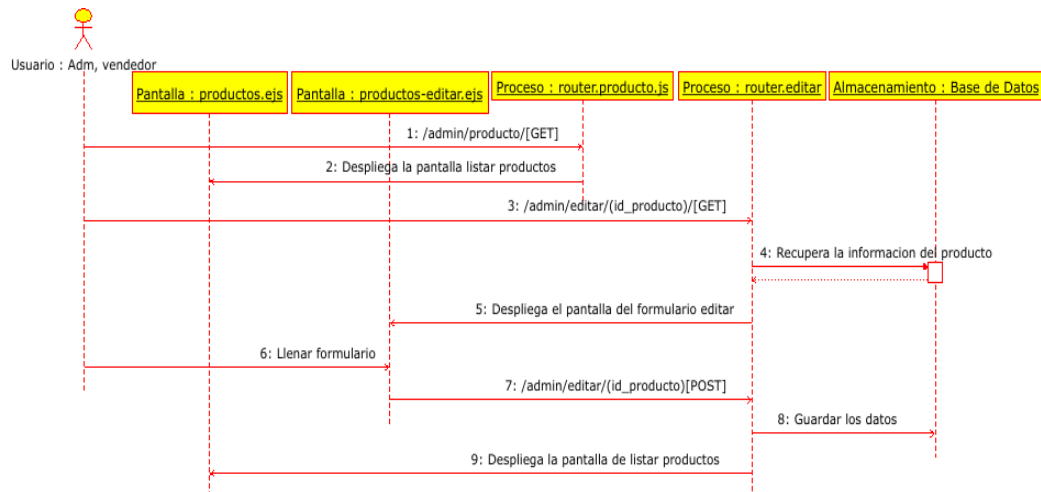 Usuario : Adm, vendedor
Pantalla : productos.ejs
Pantalla : productos-editar.ejs
Proceso : router.producto.js
Proceso : router.editar
Almacenamiento : Base de Datos
1: /admin/producto/[GET]
2: Despliega la pantalla listar productos
3: /admin/editar/(id_producto)/[GET]
4: Recupera la informacion del producto
5: Despliega el pantalla del formulario editar
6: Llenar formulario
7: /admin/editar/(id_producto)[POST]
8: Guardar los datos
9: Despliega la pantalla de listar productos